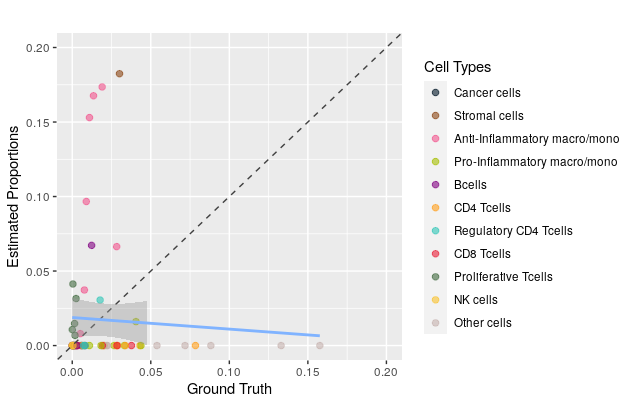 0.20
0.15
0.10
0.05
0.00
Estimated Proportions
0.00 0.05 0.10 0.15 0.20
Ground Truth
Cell Types
Cancer cells
Stromal cells
Anti-Inflammatory macro/mono
Pro-Inflammatory macro/mono
Bcells
CD4 Tcells
Regulatory CD4 Tcells
CD8 Tcells
Proliferative Tcells
NK cells
Other cells